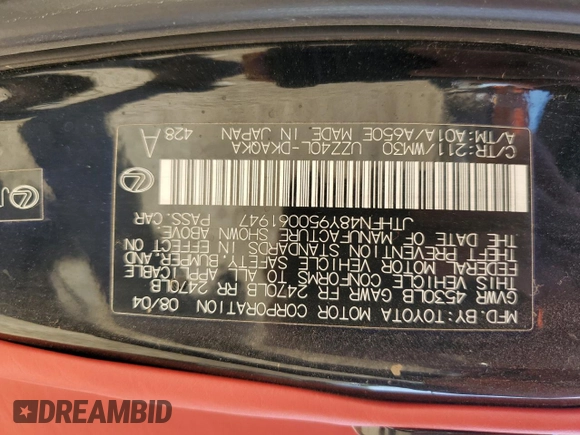 MFD. BY: TOYOTA MOTOR CORPORATION 08/04
GVWR 4530LB GAWR FR 2470LB RR 2470LB
THIS VEHICLE CONFORMS TO ALL APPLICABLE
FEDERAL MOTOR VEHICLE SAFETY, BUMPER, AND
THEFT PREVENTION STANDARDS IN EFFECT ON
THE DATE OF MANUFACTURE SHOWN ABOVE.
JTHFN48Y950061947 PASS. CAR
C/TR: 211/WM30 UZZ40L-DKAQKA 428 A
A/TM: A01A/A650E MADE IN JAPAN
J
DREAMBID